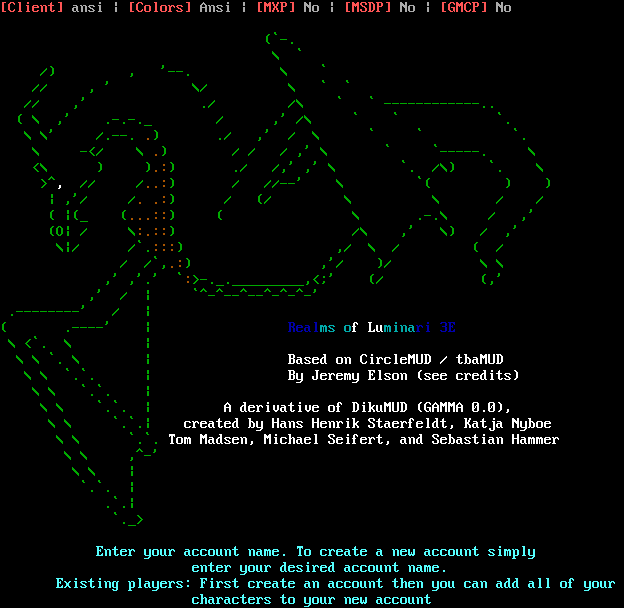 [Client] ansi | [Colors] Ansi | [MXP] No | [MSDP] No | [GMCP] No
Realms of Luminari 3E
Based on CircleMUD / tbaMUD
By Jeremy Elson (see credits)
A derivative of DikuMUD (GAMMA 0.0),
created by Hans Henrik Staerfeldt, Katja Nyboe
Tom Madsen, Michael Seifert, and Sebastian Hammer
Enter your account name. To create a new account simply
enter your desired account name.
Existing players: First create an account then you can add all of your
characters to your new account